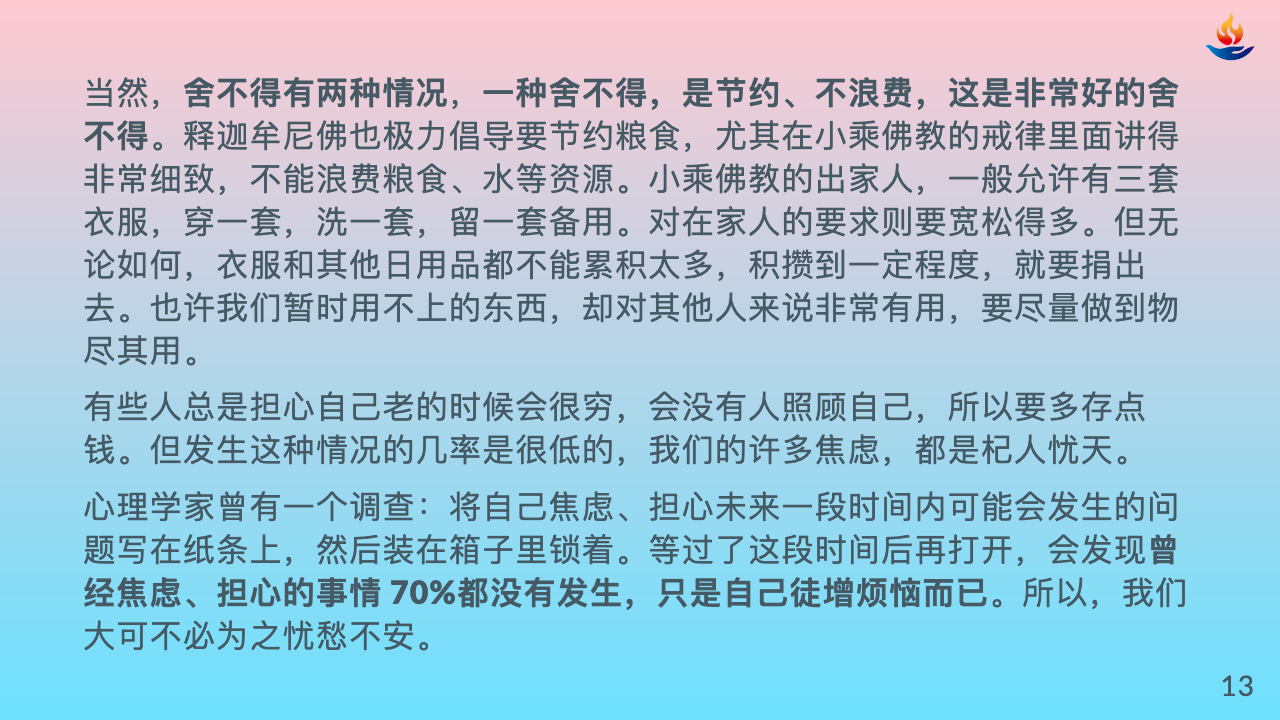 当然，舍不得有两种情况，一种舍不得，是节约、不浪费，这是非常好的舍
不得。释迦牟尼佛也极力倡导要节约粮食，尤其在小乘佛教的戒律里面讲得
非常细致，不能浪费粮食、水等资源。小乘佛教的出家人，一般允许有三套
衣服，穿一套，洗一套，留一套备用。对在家人的要求则要宽松得多。但无
论如何，衣服和其他日用品都不能累积太多，积攒到一定程度，就要捐出
去。也许我们暂时用不上的东西，却对其他人来说非常有用，要尽量做到物
尽其用。
有些人总是担心自己老的时候会很穷，会没有人照顾自己，所以要多存点
钱。但发生这种情况的几率是很低的，我们的许多焦虑，都是杞人忧天。
心理学家曾有一个调查：将自己焦虑、担心未来一段时间内可能会发生的问
题写在纸条上，然后装在箱子里锁着。等过了这段时间后再打开，会发现曾
经焦虑、担心的事情 70%都没有发生，只是自己徒增烦恼而已。所以，我们
大可不必为之忧愁不安。
13